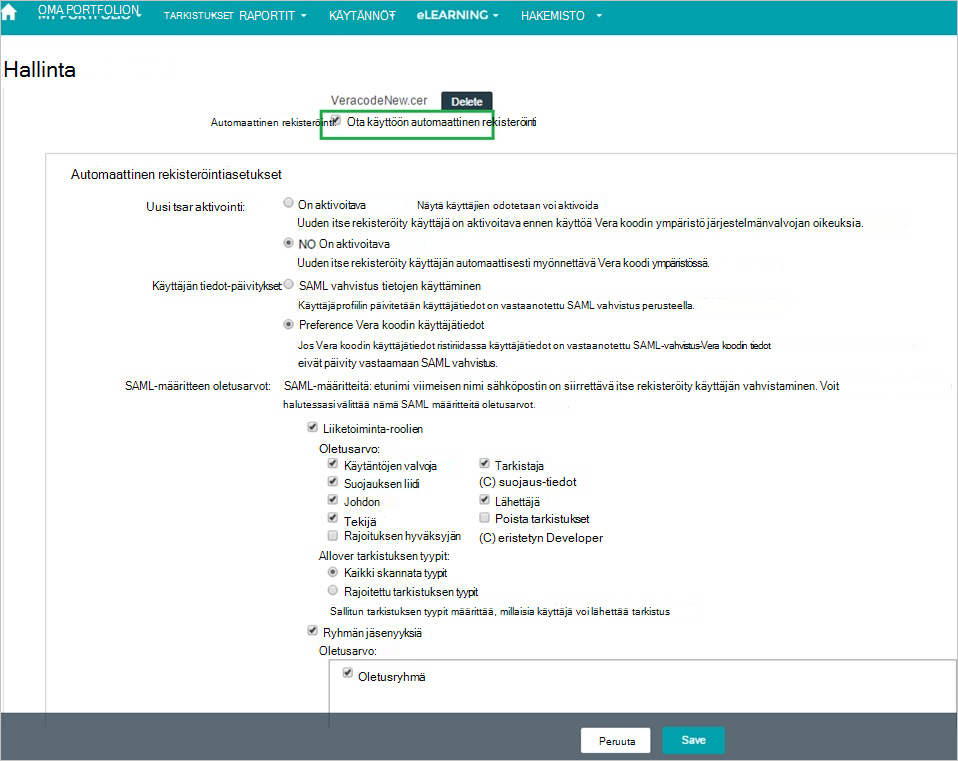 OMA PORTFOLION
MY PORTFOLIO TARKISTUKSET RAPORTIT KÄYTÄNNÖT eLEARNING HAKEMISTO
Hallinta
VeracodeNew.cer Delete
Automaattinen rekisteröinti: Ota käyttöön automaattinen rekisteröinti
Automaattinen rekisteröintiasetukset
Uusi tsar aktivointi: On aktivoitava Näytä käyttäjien odotetaan voi aktivoida
Uuden itse rekisteröity käyttäjä on aktivoitava ennen käyttöä Vera koodin ympäristö järjestelmänvalvojan oikeuksia.
NO On aktivoitava
Uuden itse rekisteröity käyttäjän automaattisesti myönnettävä Vera koodi ympäristössä.
Käyttäjän tiedot-päivitykset SAML vahvistus tietojen käyttäminen
Käyttäjäprofiilin päivitetään käyttäjätiedot on vastaanotettu SAML vahvistus perusteella.
Preference Vera koodin käyttäjätiedot
Jos Vera koodin käyttäjätiedot ristiriidassa käyttäjätiedot on vastaanotettu SAML-vahvistus-Vera koodin tiedot
eivät päivity vastaamaan SAML vahvistus.
SAML-määritteen oletusarvot: SAML-määritteitä: etunimi viimeisen nimi sähköpostin on siirrettävä itse rekisteröity käyttäjän vahvistaminen. Voit
halutessasi välittää nämä SAML määritteitä oletusarvot.
Liiketoiminta-roolien
Oletusarvo:
Käytäntöjen valvoja Tarkistaja
Suojauksen liidi (C) suojaus-tiedot
Johdon Lähettäjä
Tekijä Poista tarkistukset
Rajoituksen hyväksyjän (C) eristetyn Developer
Allover tarkistuksen tyypit:
Kaikki skannata tyypit
Rajoitettu tarkistuksen tyypit
Sallitun tarkistuksen tyypit määrittää, millaisia käyttäjä voi lähettää tarkistus
Ryhmän jäsenyyksiä
Oletusarvo:
Oletusryhmä
Peruuta Save